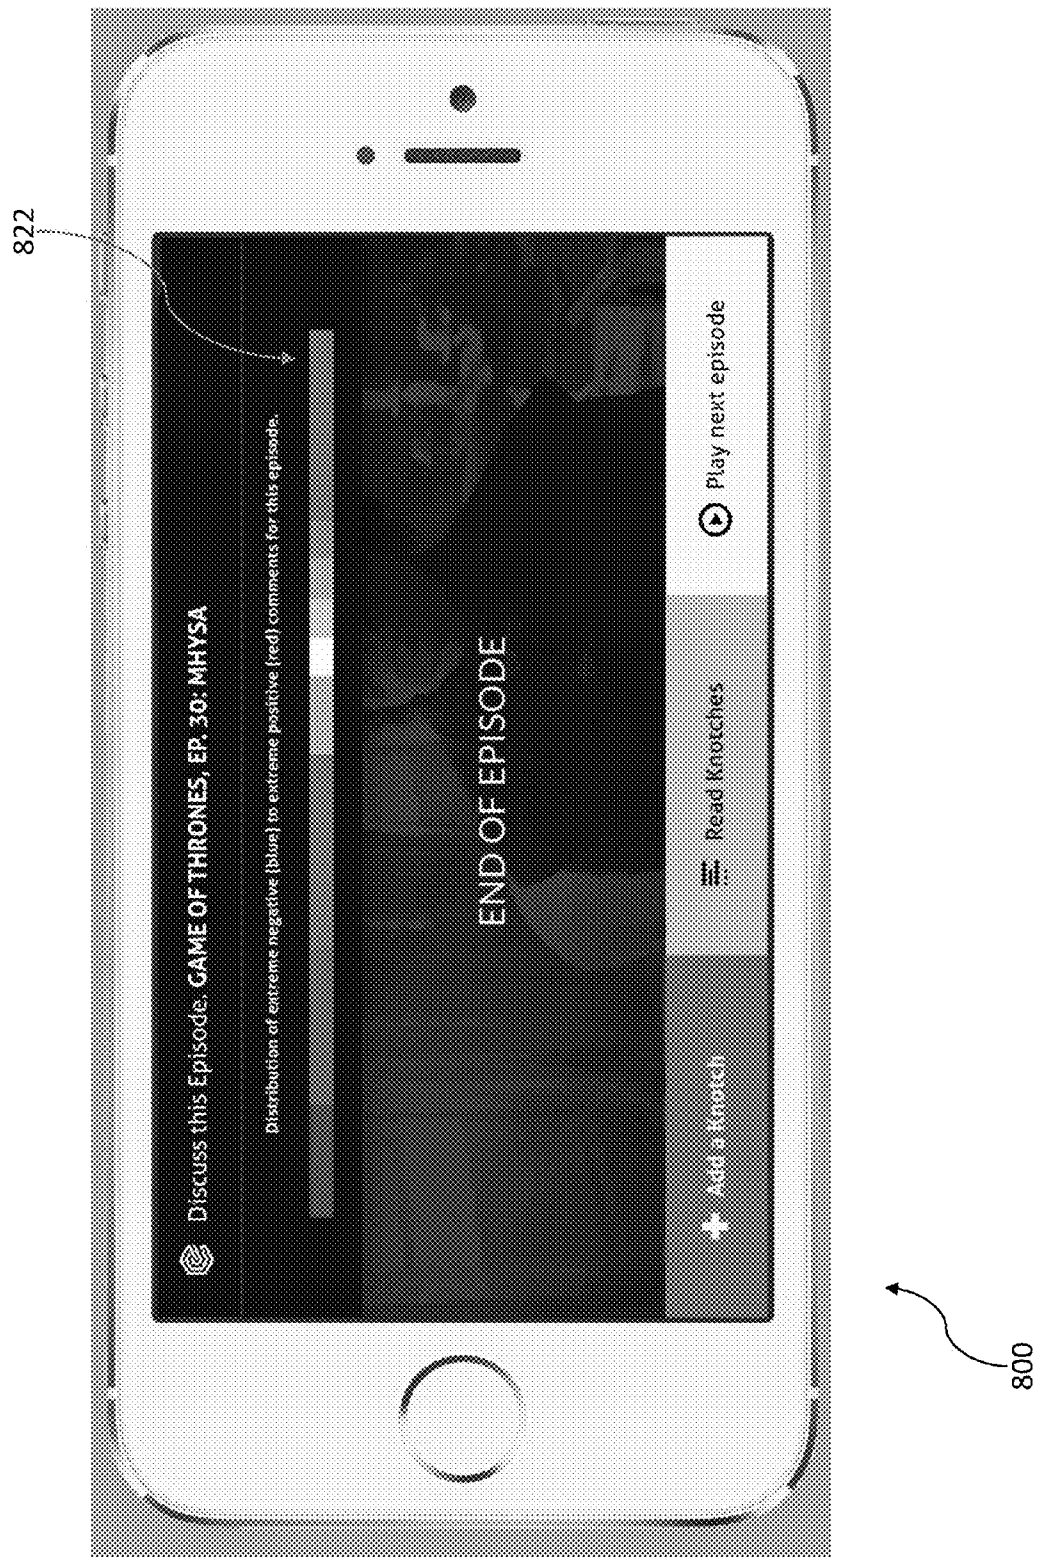 822
Discuss this Episode. GAME OF THRONES, EP. 30: MHYSA
Distribution of extreme negative (blue) to extreme positive (red) comments for this episode.
END OF EPISODE
Add a Knotch
Read Knotches
Play next episode
800